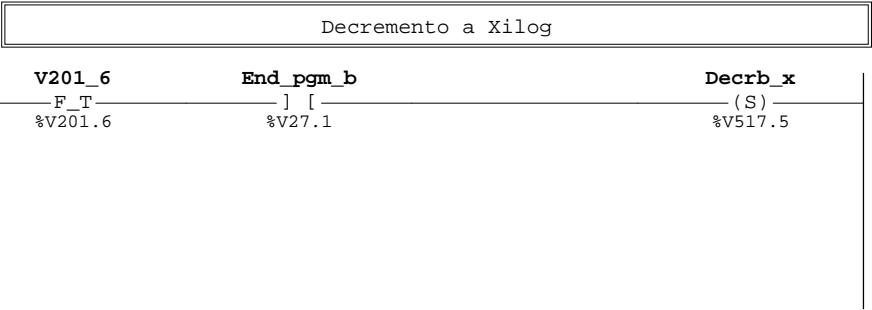 Decremento a Xilog
V201_6 End_pgm_b Decrb_x
F_T ] [ (S)
%V201.6 %V27.1 %V517.5